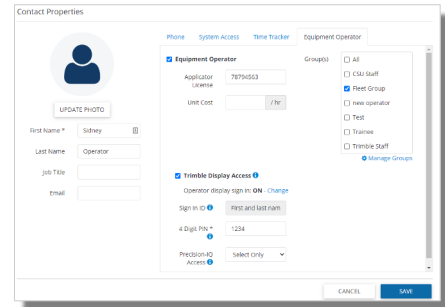 Contact Properties
Phone System Access Time Tracker Equipment Operator
Equipment Operator
Applicator License 78794563
Unit Cost / hr
Group(s)
All
CSU Staff
Fleet Group
new operator
Test
Trainee
Trimble Staff
Manage Groups
UPDATE PHOTO
First Name * Sidney
Last Name Operator
Job Title
Email
Trimble Display Access
Operator display sign in: ON - Change
Sign In ID First and last nam
4 Digit PIN * 1234
Precision-IQ Access Select Only
CANCEL SAVE